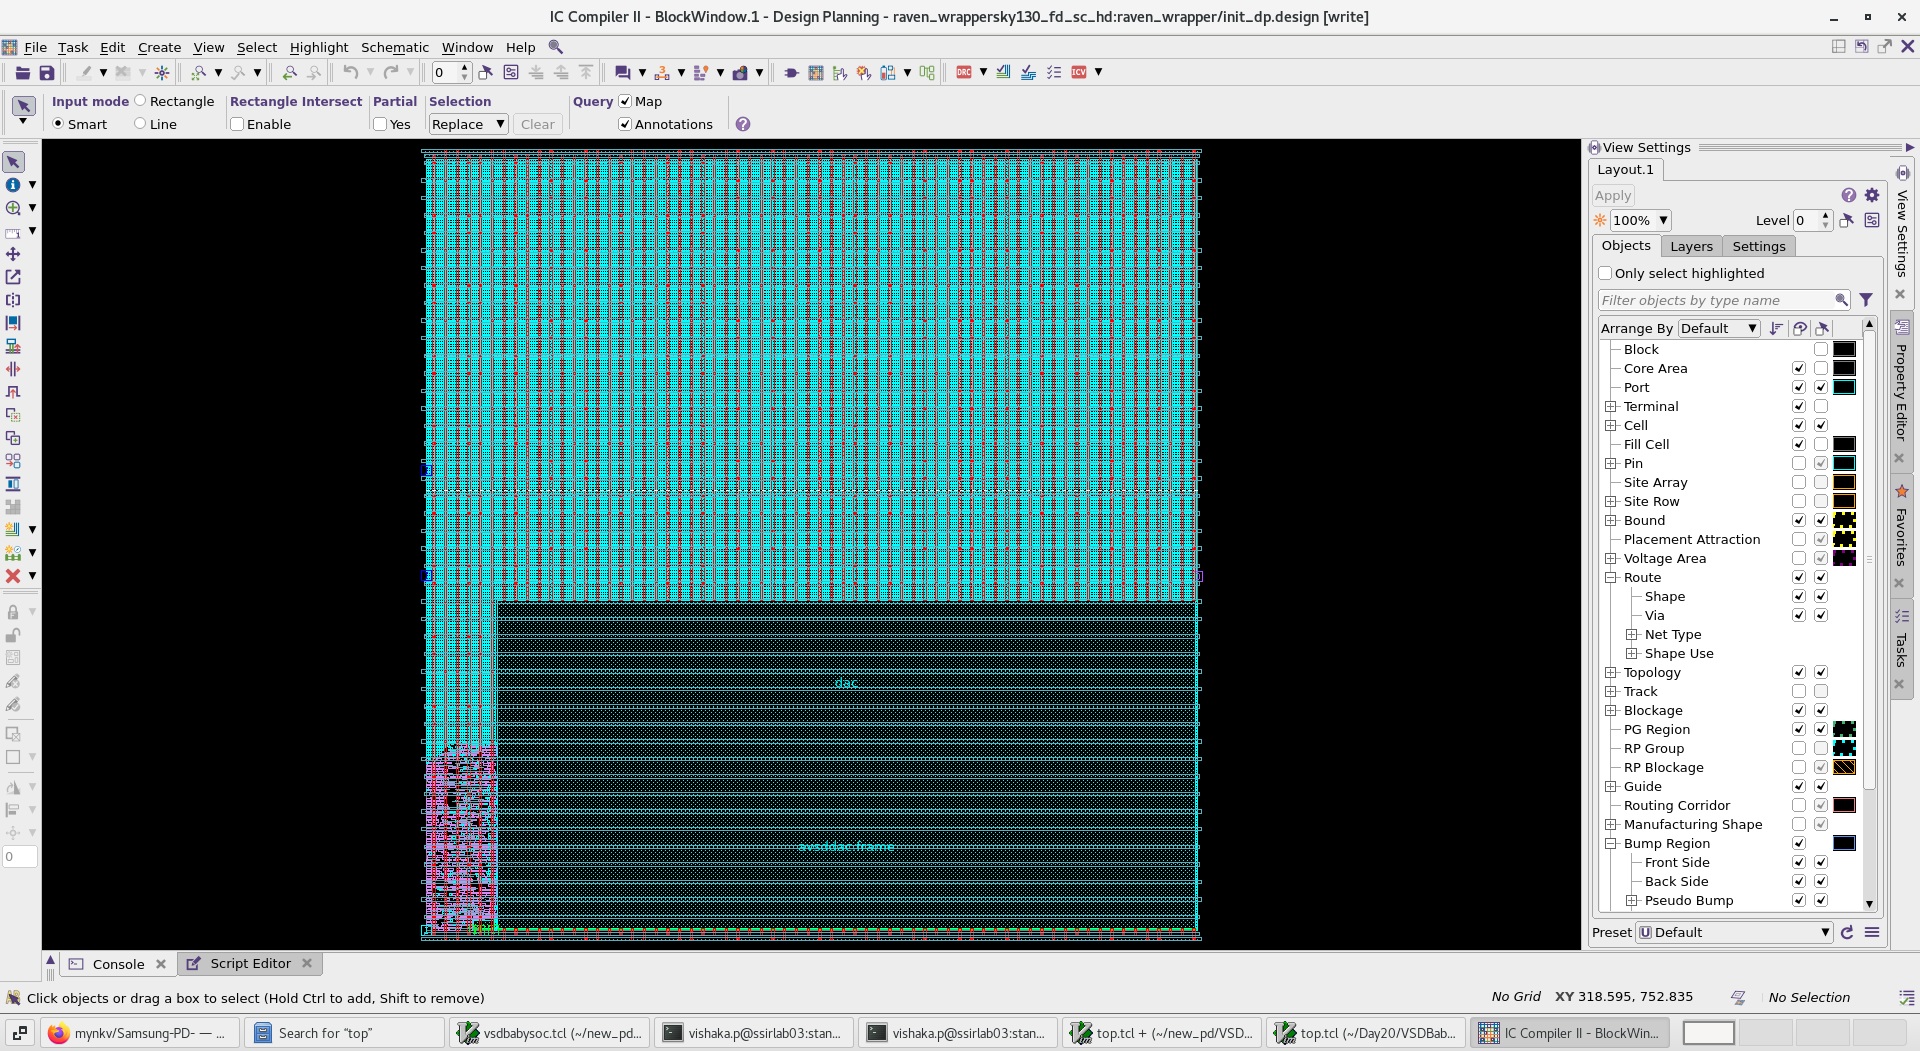 IC Compiler II - BlockWindow.1 - Design Planning - raven_wrappersky130_fd_sc_hd:raven_wrapper/init_dp.design [write]
File Task Edit Create View Select Highlight Schematic Window Help
0
DRC
ICV
Input mode Rectangle Rectangle Intersect Partial Selection Query Map
Smart Line Enable Yes Replace Clear Annotations
View Settings
Layout.1
Apply
100% Level 0
Objects Layers Settings
Only select highlighted
Filter objects by type name
Arrange By Default
Block
Core Area
Port
Terminal
Cell
Fill Cell
Pin
Site Array
Site Row
Bound
Placement Attraction
Voltage Area
Route
Shape
Via
Net Type
Shape Use
Topology
Track
Blockage
PG Region
RP Group
RP Blockage
Guide
Routing Corridor
Manufacturing Shape
Bump Region
Front Side
Back Side
Pseudo Bump
Preset Default
View Settings
Property Editor
Favorites
Tasks
dac
avsddac.frame
0
Console Script Editor
Click objects or drag a box to select (Hold Ctrl to add, Shift to remove)
No Grid XY 318.595, 752.835 No Selection
mynkv/Samsung-PD- — ...
Search for "top"
vsdbabysoc.tcl (~/new_pd...
vishaka.p@ssirlab03:stan...
vishaka.p@ssirlab03:stan...
top.tcl + (~/new_pd/VSD...
top.tcl (~/Day20/VSDBab...
IC Compiler II - BlockWin...